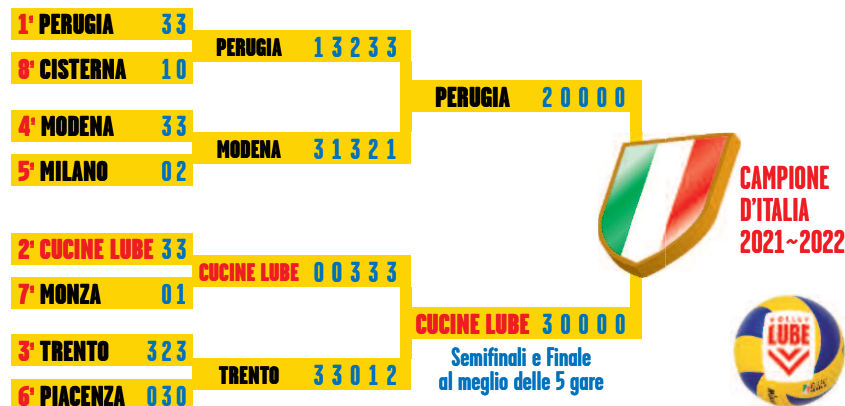 1ª PERUGIA 3 3
8ª CISTERNA 1 0
PERUGIA 1 3 2 3 3
4ª MODENA 3 3
5ª MILANO 0 2
MODENA 3 1 3 2 1
PERUGIA 2 0 0 0 0
2ª CUCINE LUBE 3 3
7ª MONZA 0 1
CUCINE LUBE 0 0 3 3 3
3ª TRENTO 3 2 3
6ª PIACENZA 0 3 0
TRENTO 3 3 0 1 2
CUCINE LUBE 3 0 0 0 0
Semifinali e Finale
al meglio delle 5 gare
CAMPIONE
D'ITALIA
2021~2022
VOLLEY
LUBE